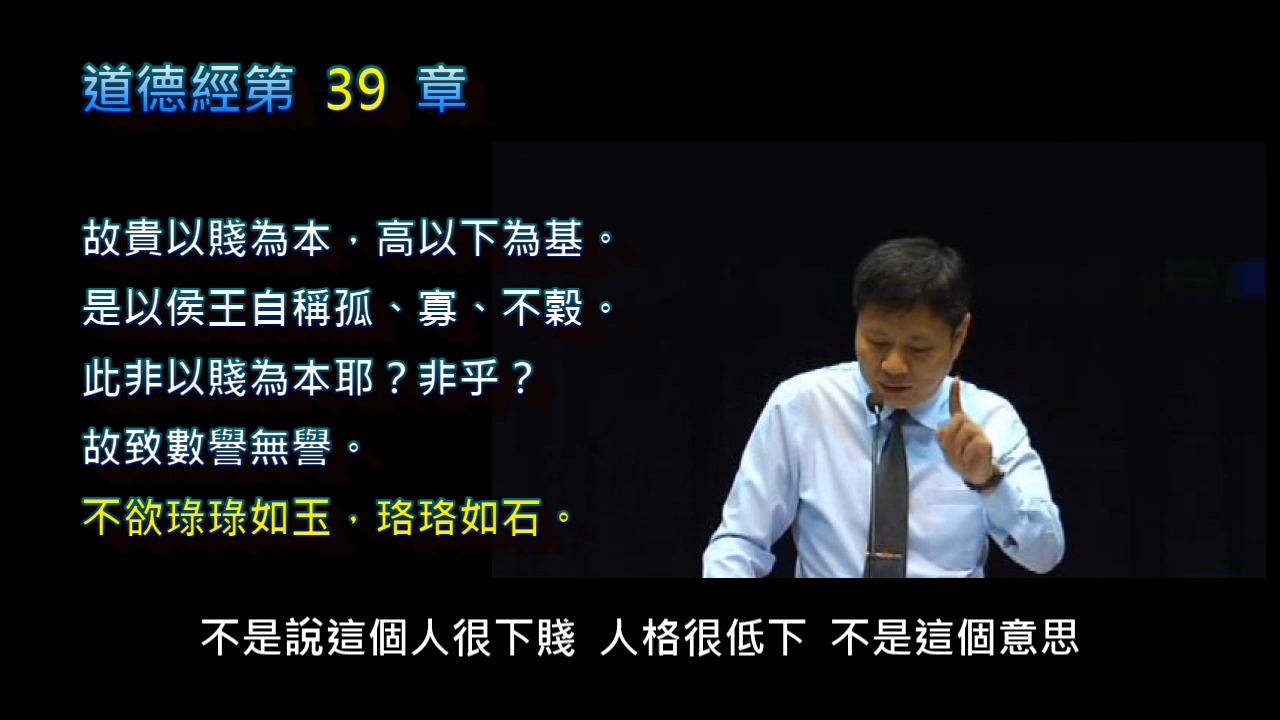 道德經第 39 章
故貴以賤為本，高以下為基。
是以侯王自稱孤、寡、不穀。
此非以賤為本耶？非乎？
故致數譽無譽。
不欲琭琭如玉，珞珞如石。
不是說這個人很下賤 人格很低下 不是這個意思